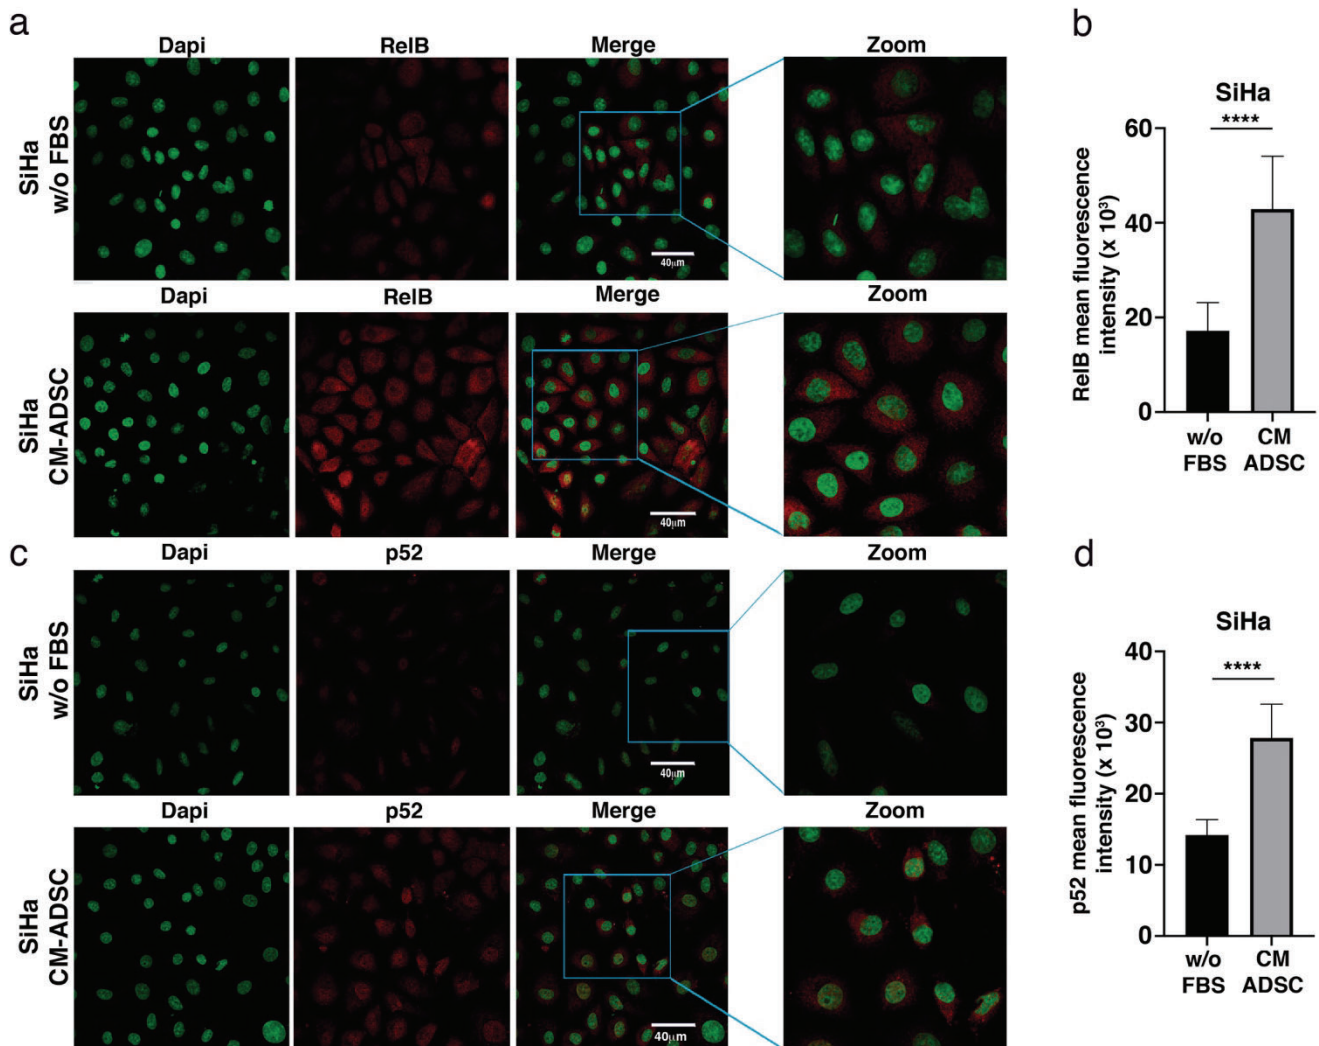 a
Dapi RelB Merge Zoom
SiHa
w/o FBS
40µm
Dapi RelB Merge Zoom
SiHa
CM-ADSC
40µm
b
SiHa
****
RelB mean fluorescence
intensity (x 10³)
60
40
20
0
w/o
FBS
CM
ADSC
c
Dapi p52 Merge Zoom
SiHa
w/o FBS
40µm
Dapi p52 Merge Zoom
SiHa
CM-ADSC
40µm
d
SiHa
****
p52 mean fluorescence
intensity (x 10³)
40
30
20
10
0
w/o
FBS
CM
ADSC